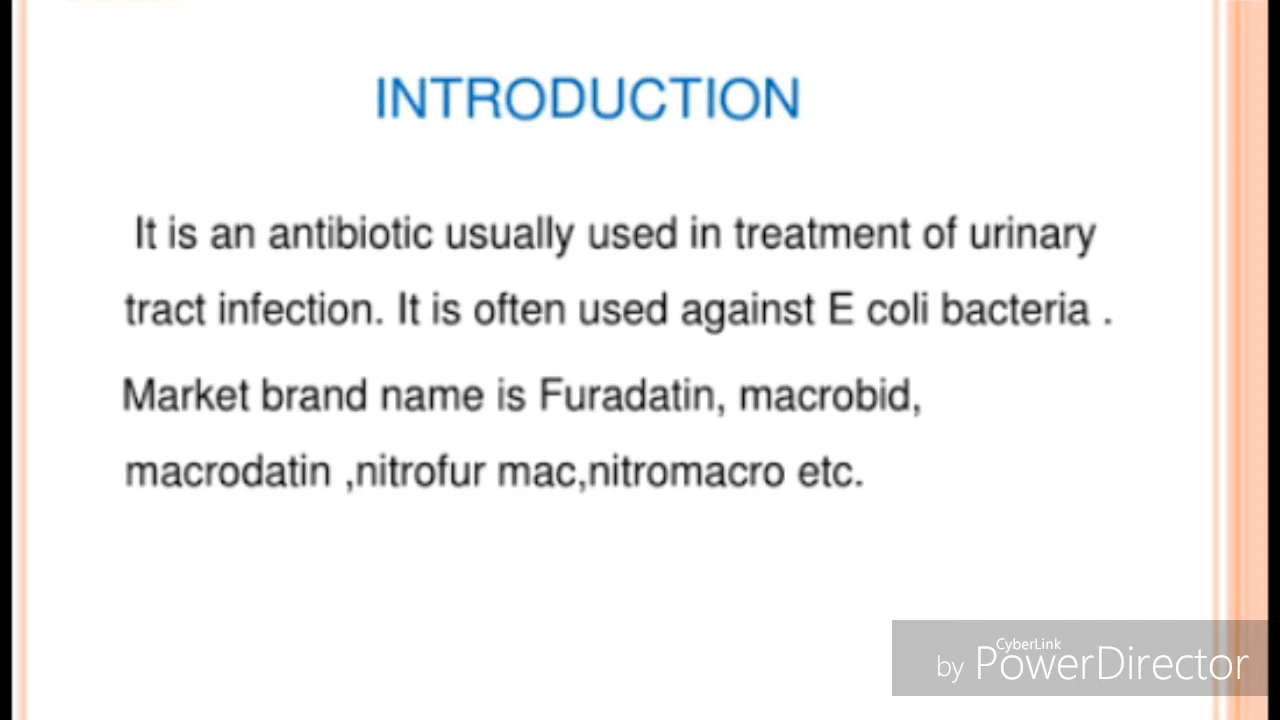 INTRODUCTION
It is an antibiotic usually used in treatment of urinary
tract infection. It is often used against E coli bacteria .
Market brand name is Furadatin, macrobid,
macrodatin ,nitrofur mac,nitromacro etc.
CyberLink
by PowerDirector